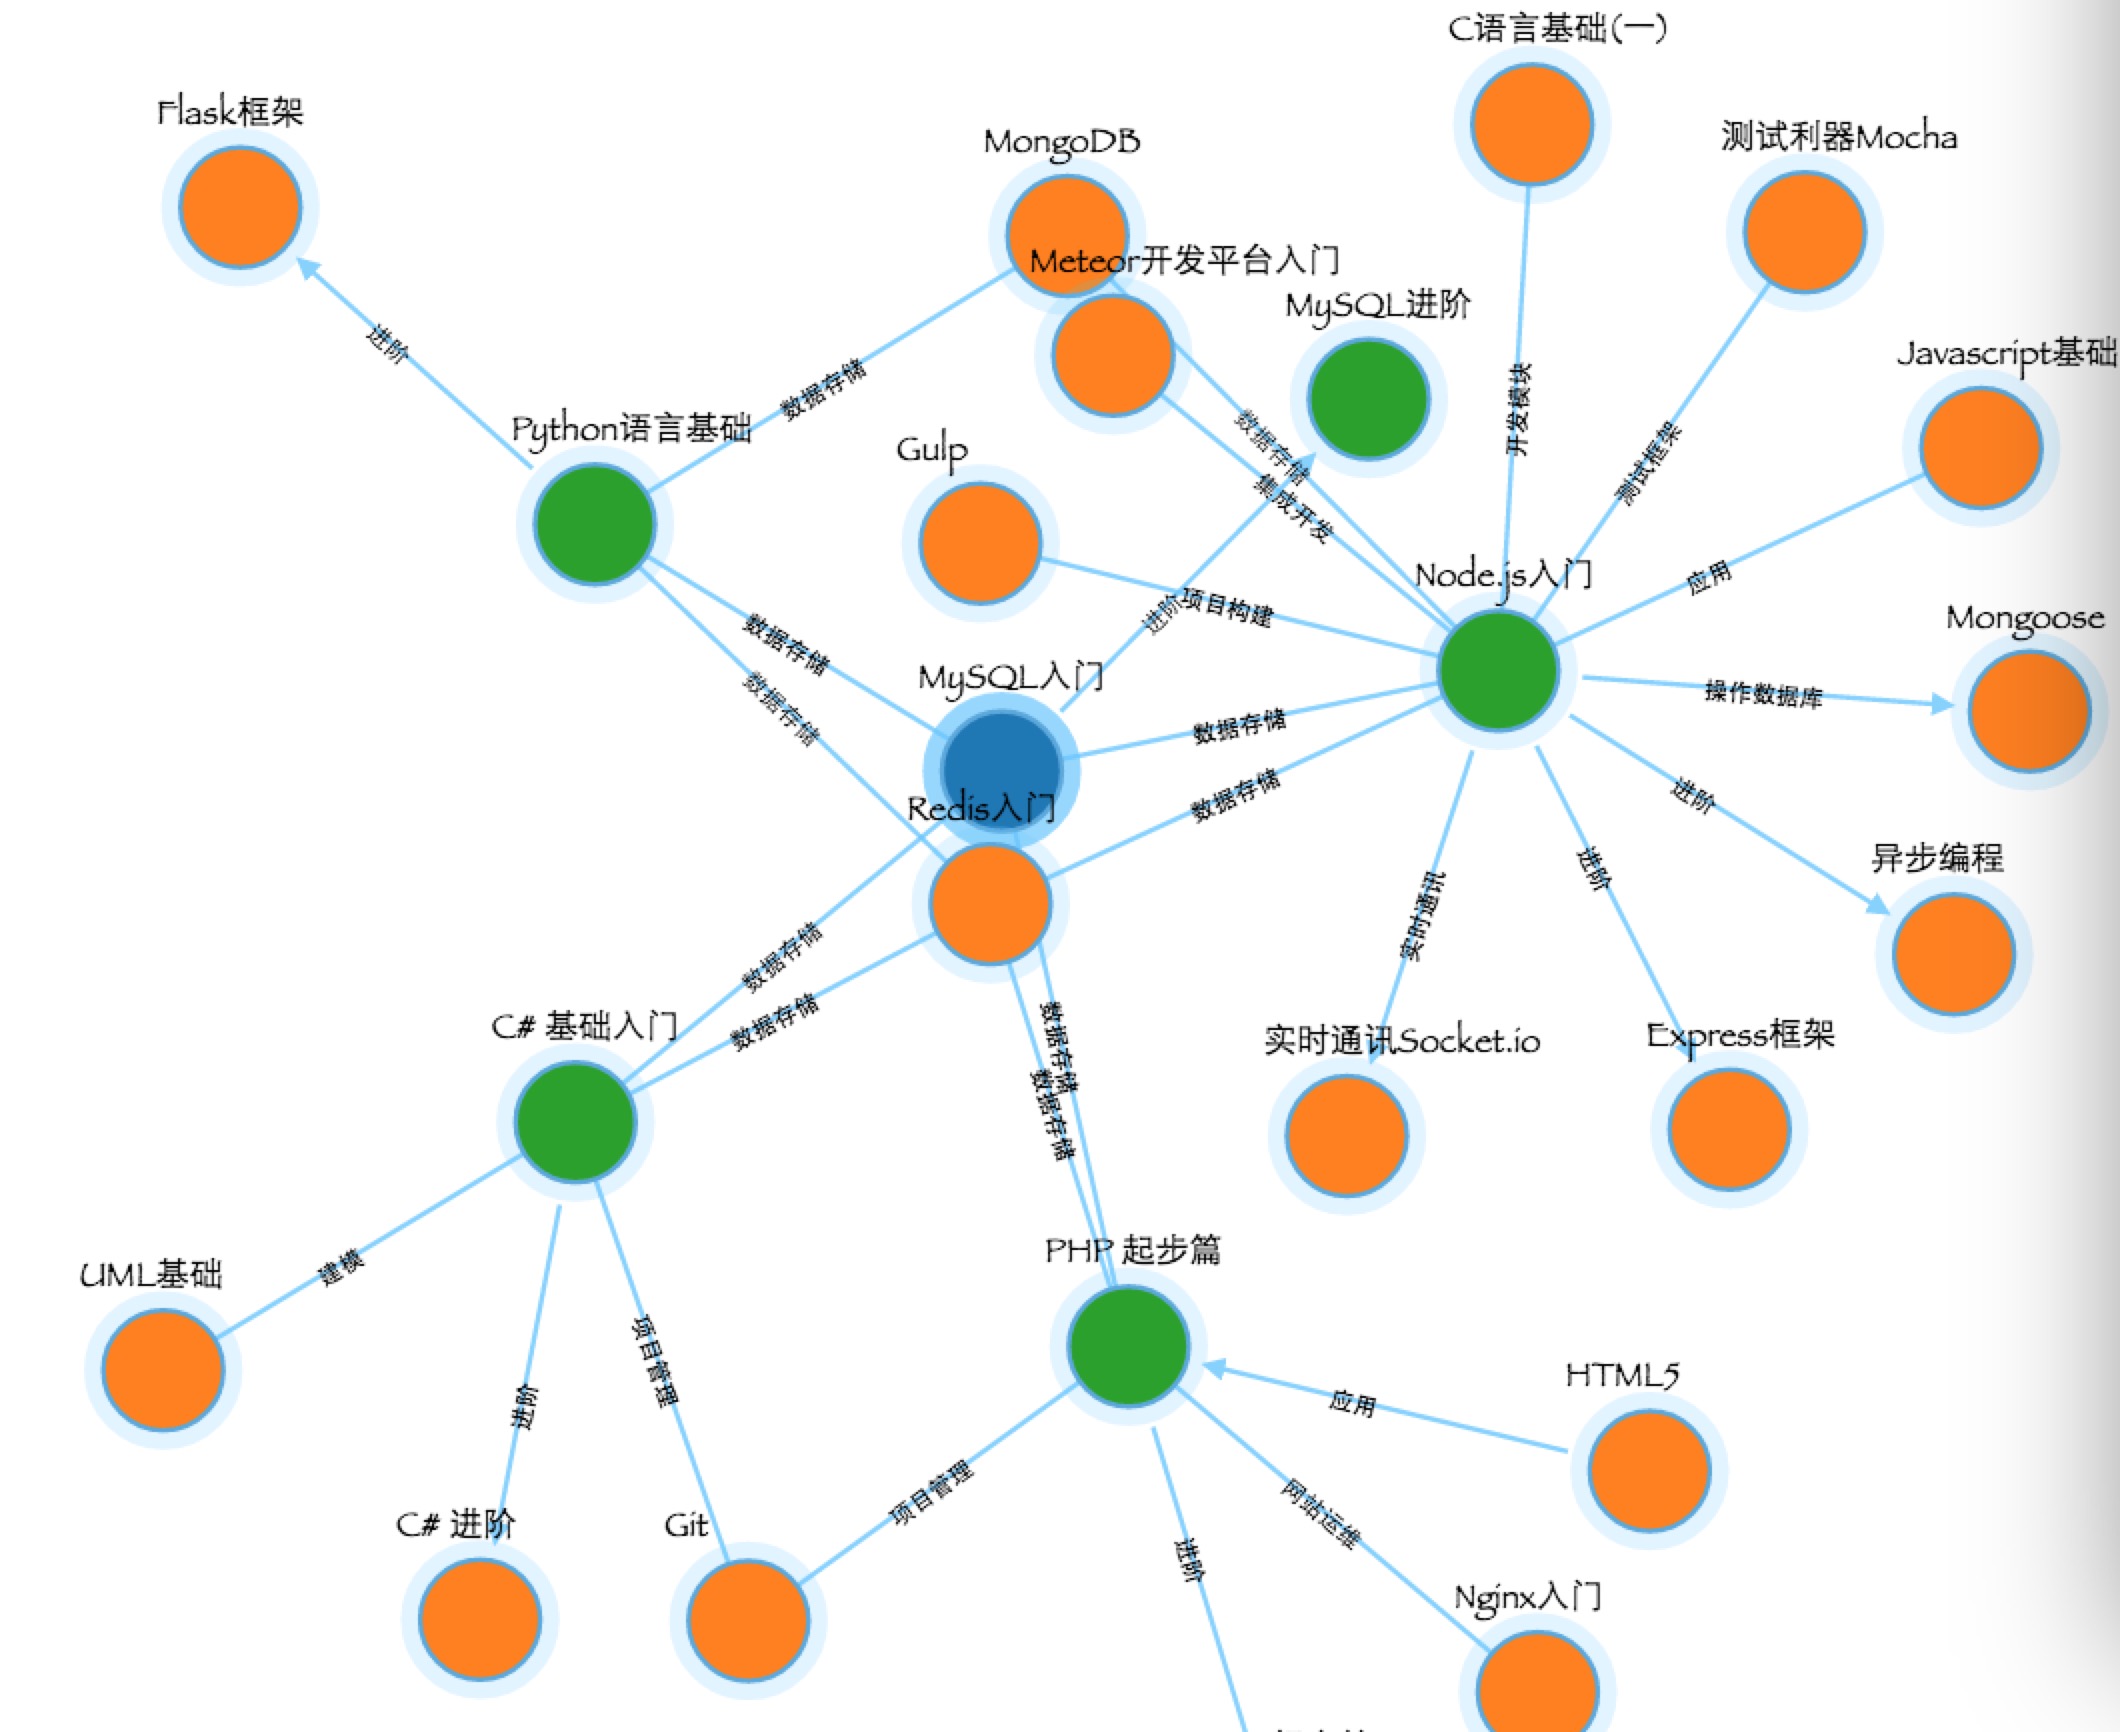 C语言基础(一)
Flask框架
MongoDB
测试利器Mocha
Meteor开发平台入门
MySQL进阶
进阶
Javascript基础
数据存储
开发模块
Python语言基础
数据存储
Gulp
测试框架
集成开发
Node.js入门
应用
进阶
项目构建
Mongoose
数据存储
MySQL入门
操作数据库
数据存储
数据存储
数据存储
进阶
Redis入门
异步编程
进阶
实时通讯
数据存储
数据存储
C# 基础入门
数据存储
数据存储
实时通讯Socket.io
Express框架
PHP 起步篇
UML基础
建模
项目管理
HTML5
进阶
应用
项目管理
网站运维
C# 进阶
Git
进阶
Nginx入门